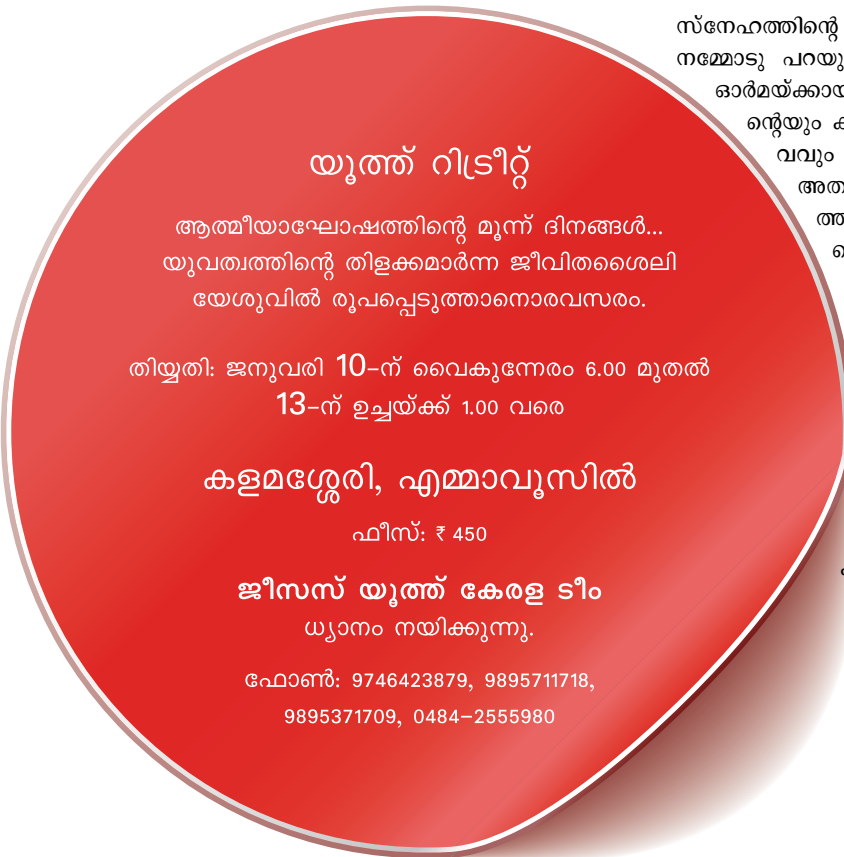 യൂത്ത് റിട്രീറ്റ്
ആത്മീയാഘോഷത്തിന്റെ മൂന്ന് ദിനങ്ങൾ...
യുവത്വത്തിന്റെ തിളക്കമാർന്ന ജീവിതശൈലി
യേശുവിൽ രൂപപ്പെടുത്താനൊരവസരം.
തിയ്യതി: ജനുവരി 10-ന് വൈകുന്നേരം 6.00 മുതൽ
13-ന് ഉച്ചയ്ക്ക് 1.00 വരെ
കളമശ്ശേരി, എമ്മാവൂസിൽ
ഫീസ്: ₹ 450
ജീസസ് യൂത്ത് കേരള ടീം
ധ്യാനം നയിക്കുന്നു.
ഫോൺ: 9746423879, 9895711718,
9895371709, 0484-2555980
സ്നേഹത്തിന്റെ
നമ്മോടു
ന്റെയും
വവും